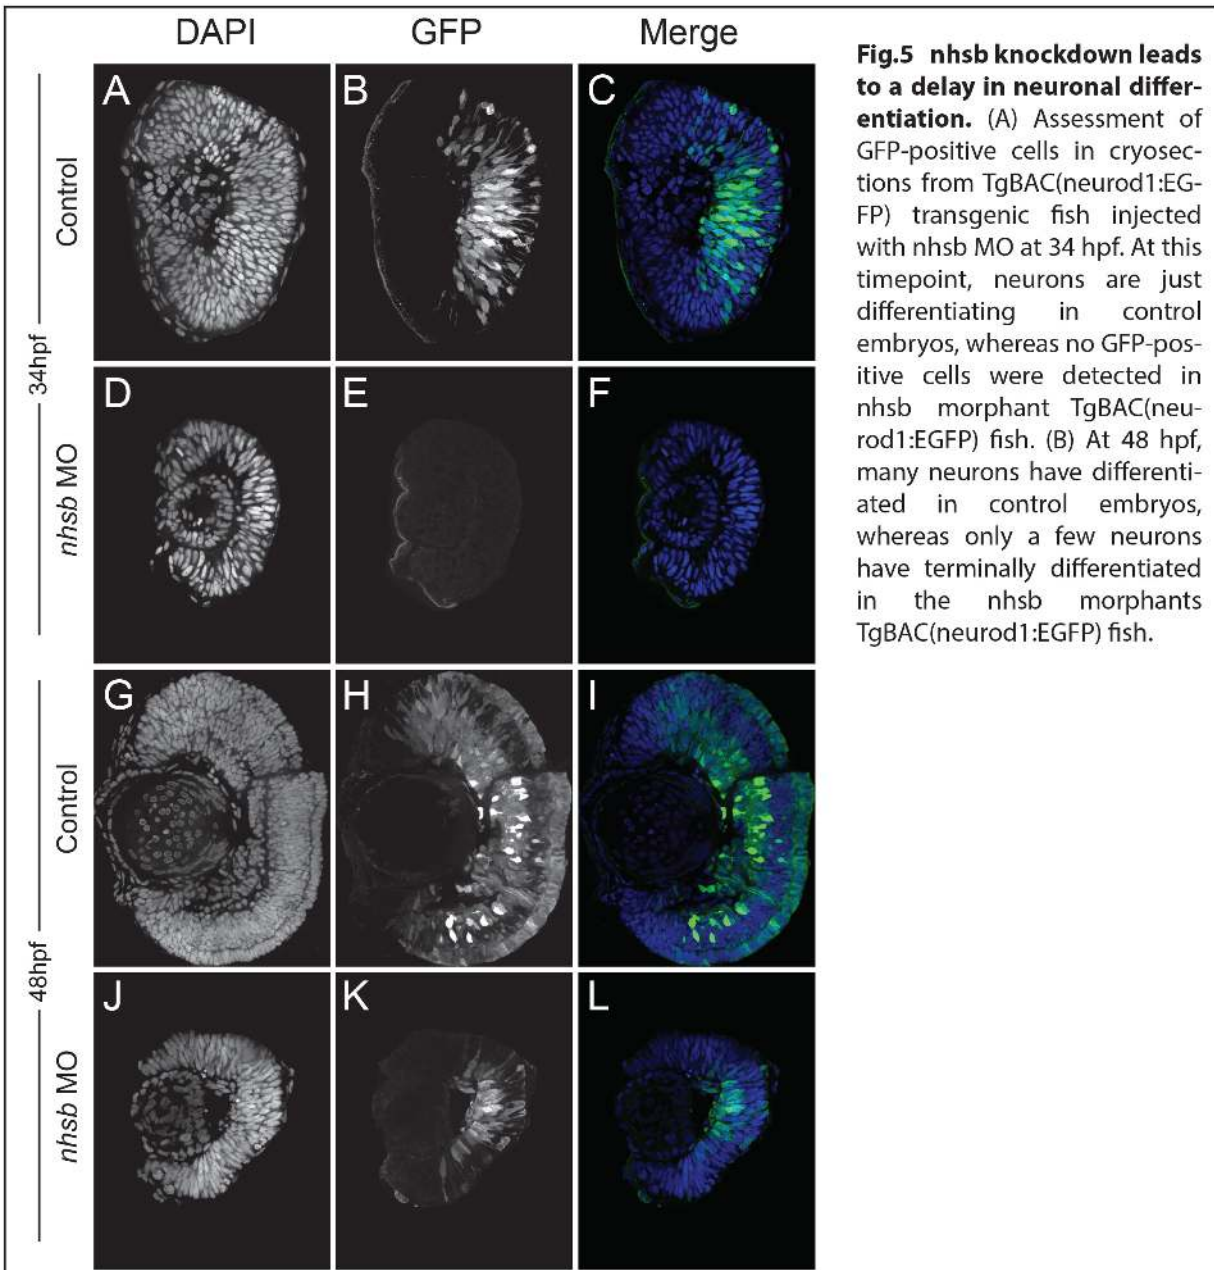 DAPI GFP Merge
A B C
Control
34hpf
D E F
nhsb MO
G H I
Control
48hpf
J K L
nhsb MO
Fig.5 nhsb knockdown leads
to a delay in neuronal differ-
entiation. (A) Assessment of
GFP-positive cells in cryosec-
tions from TgBAC(neurod1:EG-
FP) transgenic fish injected
with nhsb MO at 34 hpf. At this
timepoint, neurons are just
differentiating in control
embryos, whereas no GFP-pos-
itive cells were detected in
nhsb morphant TgBAC(neu-
rod1:EGFP) fish. (B) At 48 hpf,
many neurons have differenti-
ated in control embryos,
whereas only a few neurons
have terminally differentiated
in the nhsb morphants
TgBAC(neurod1:EGFP) fish.